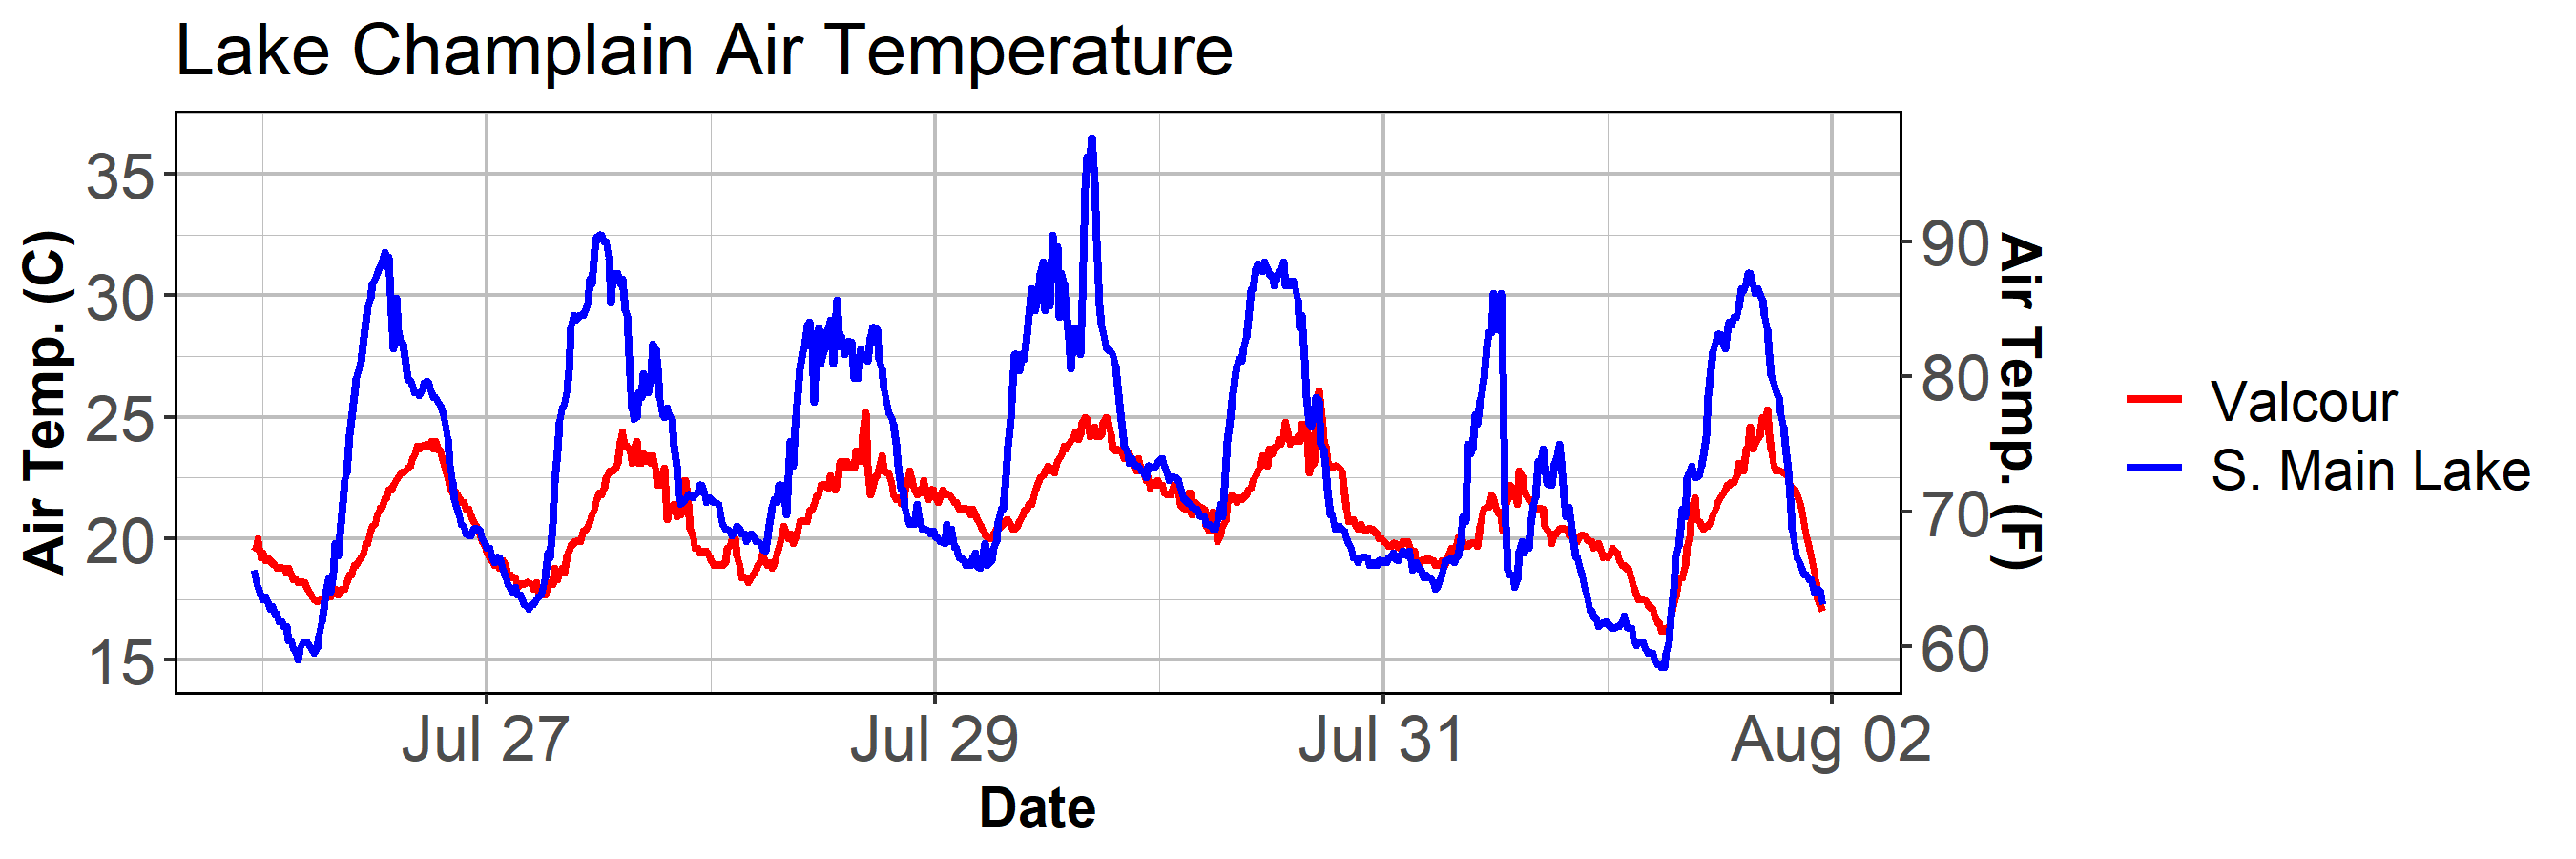 Lake Champlain Air Temperature
Air Temp. (C)
35
30
25
20
15
90
80
70
60
Air Temp. (F)
Jul 27
Jul 29
Jul 31
Aug 02
Date
Valcour
S. Main Lake